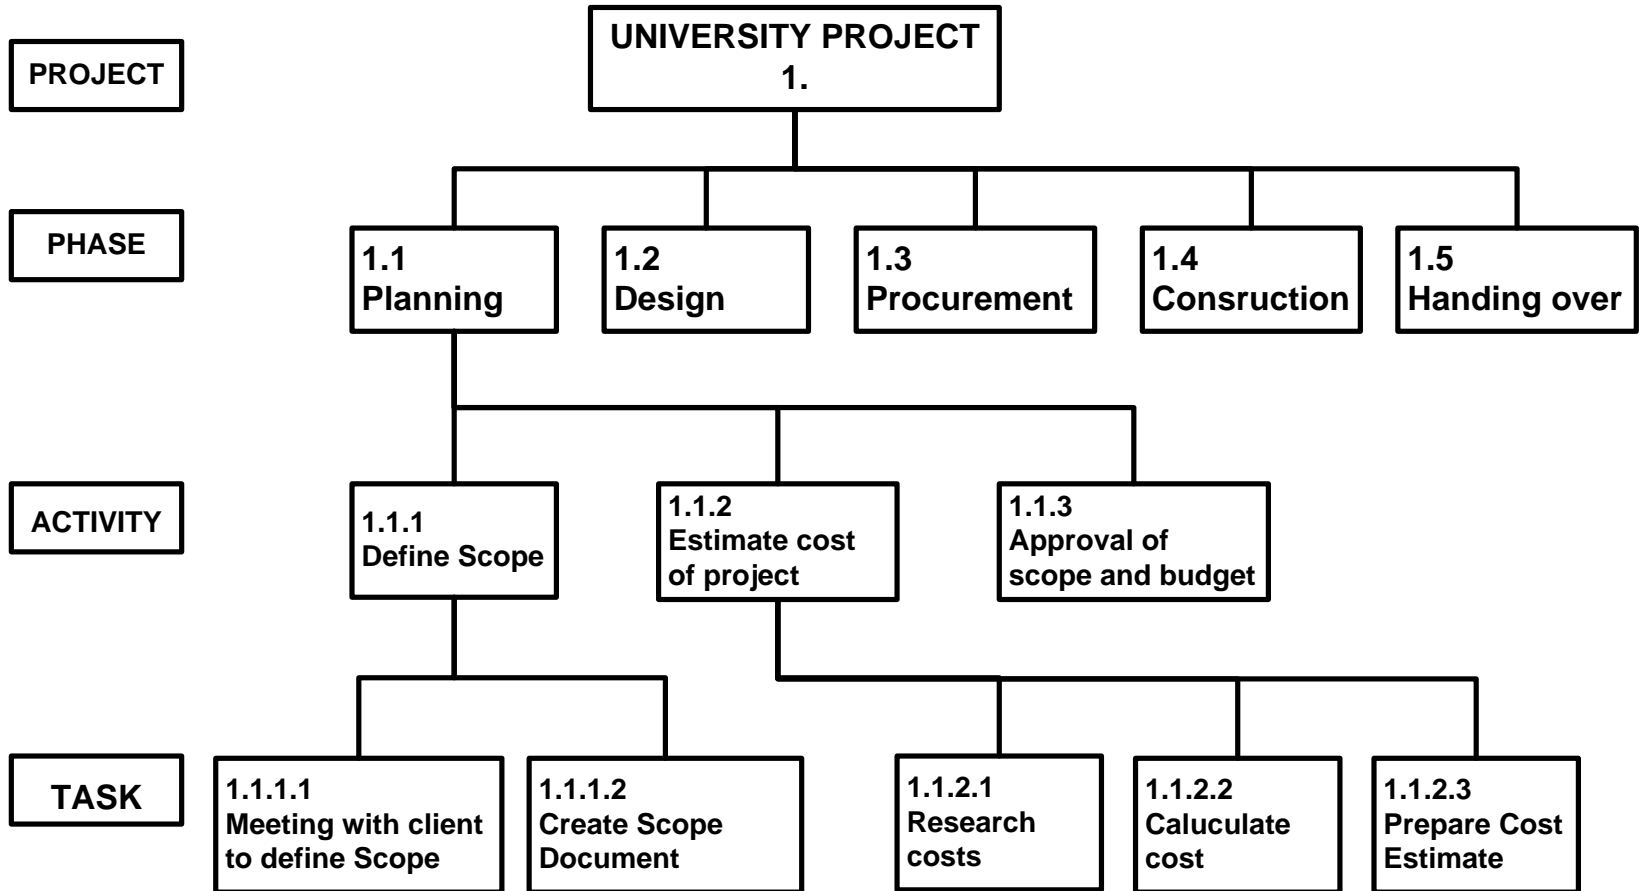 PROJECT
UNIVERSITY PROJECT
1.
PHASE
1.1
Planning
1.2
Design
1.3
Procurement
1.4
Consruction
1.5
Handing over
ACTIVITY
1.1.1
Define Scope
1.1.2
Estimate cost
of project
1.1.3
Approval of
scope and budget
TASK
1.1.1.1
Meeting with client
to define Scope
1.1.1.2
Create Scope
Document
1.1.2.1
Research
costs
1.1.2.2
Caluculate
cost
1.1.2.3
Prepare Cost
Estimate